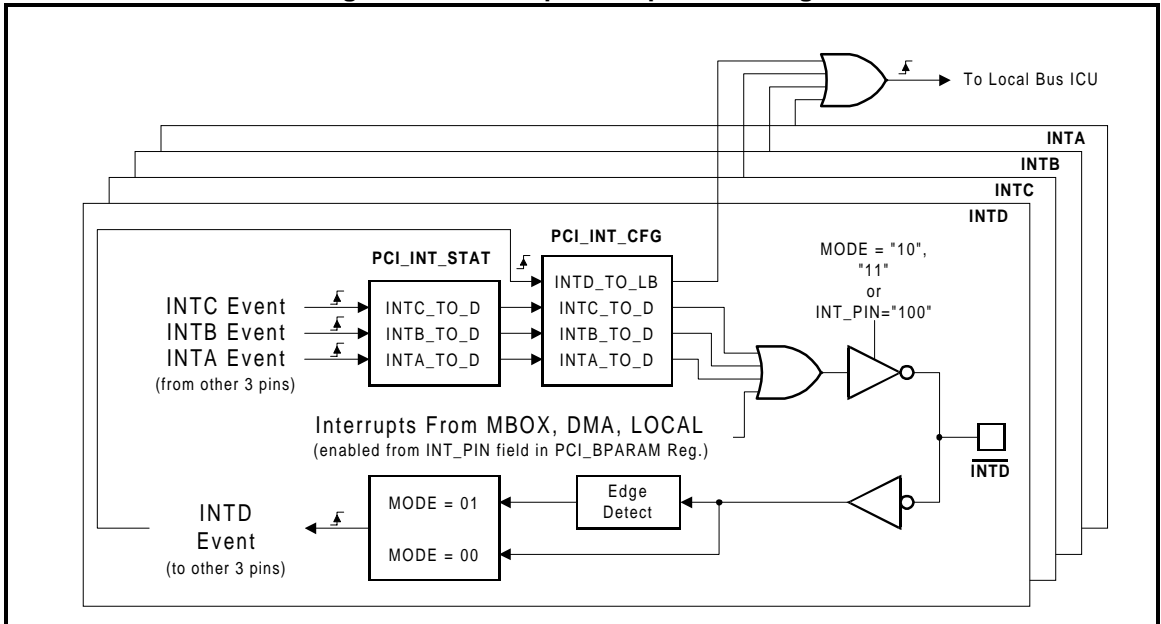 To Local Bus ICU
INTA
INTB
INTC
INTD
PCI_INT_CFG
PCI_INT_STAT
MODE = "10",
"11"
or
INT_PIN="100"
INTD_TO_LB
INTC Event
INTC_TO_D
INTC_TO_D
INTB Event
INTB_TO_D
INTB_TO_D
INTA Event
INTA_TO_D
INTA_TO_D
(from other 3 pins)
Interrupts From MBOX, DMA, LOCAL
(enabled from INT_PIN field in PCI_BPARAM Reg.)
INTD
INTD
Event
(to other 3 pins)
MODE = 01
MODE = 00
Edge
Detect